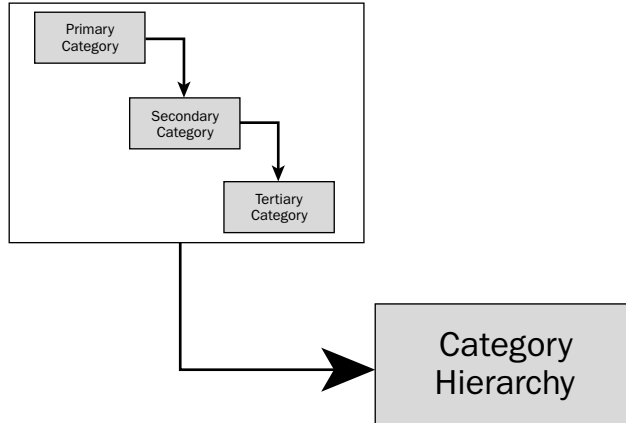 Primary
Category
Secondary
Category
Tertiary
Category
Category
Hierarchy